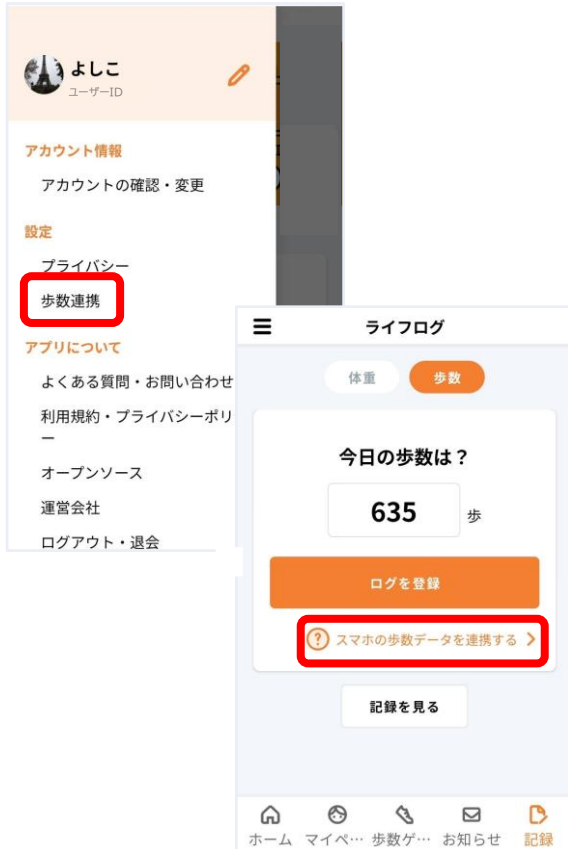 よしこ
ユーザーID
アカウント情報
アカウントの確認・変更
設定
プライバシー
歩数連携
アプリについて
よくある質問・お問い合わせ
利用規約・プライバシーポリ
ー
オープンソース
運営会社
ログアウト・退会
ライフログ
体重
歩数
今日の歩数は？
635 歩
ログを登録
? スマホの歩数データを連携する
記録を見る
ホーム マイペ… 歩数ゲ… お知らせ 記録